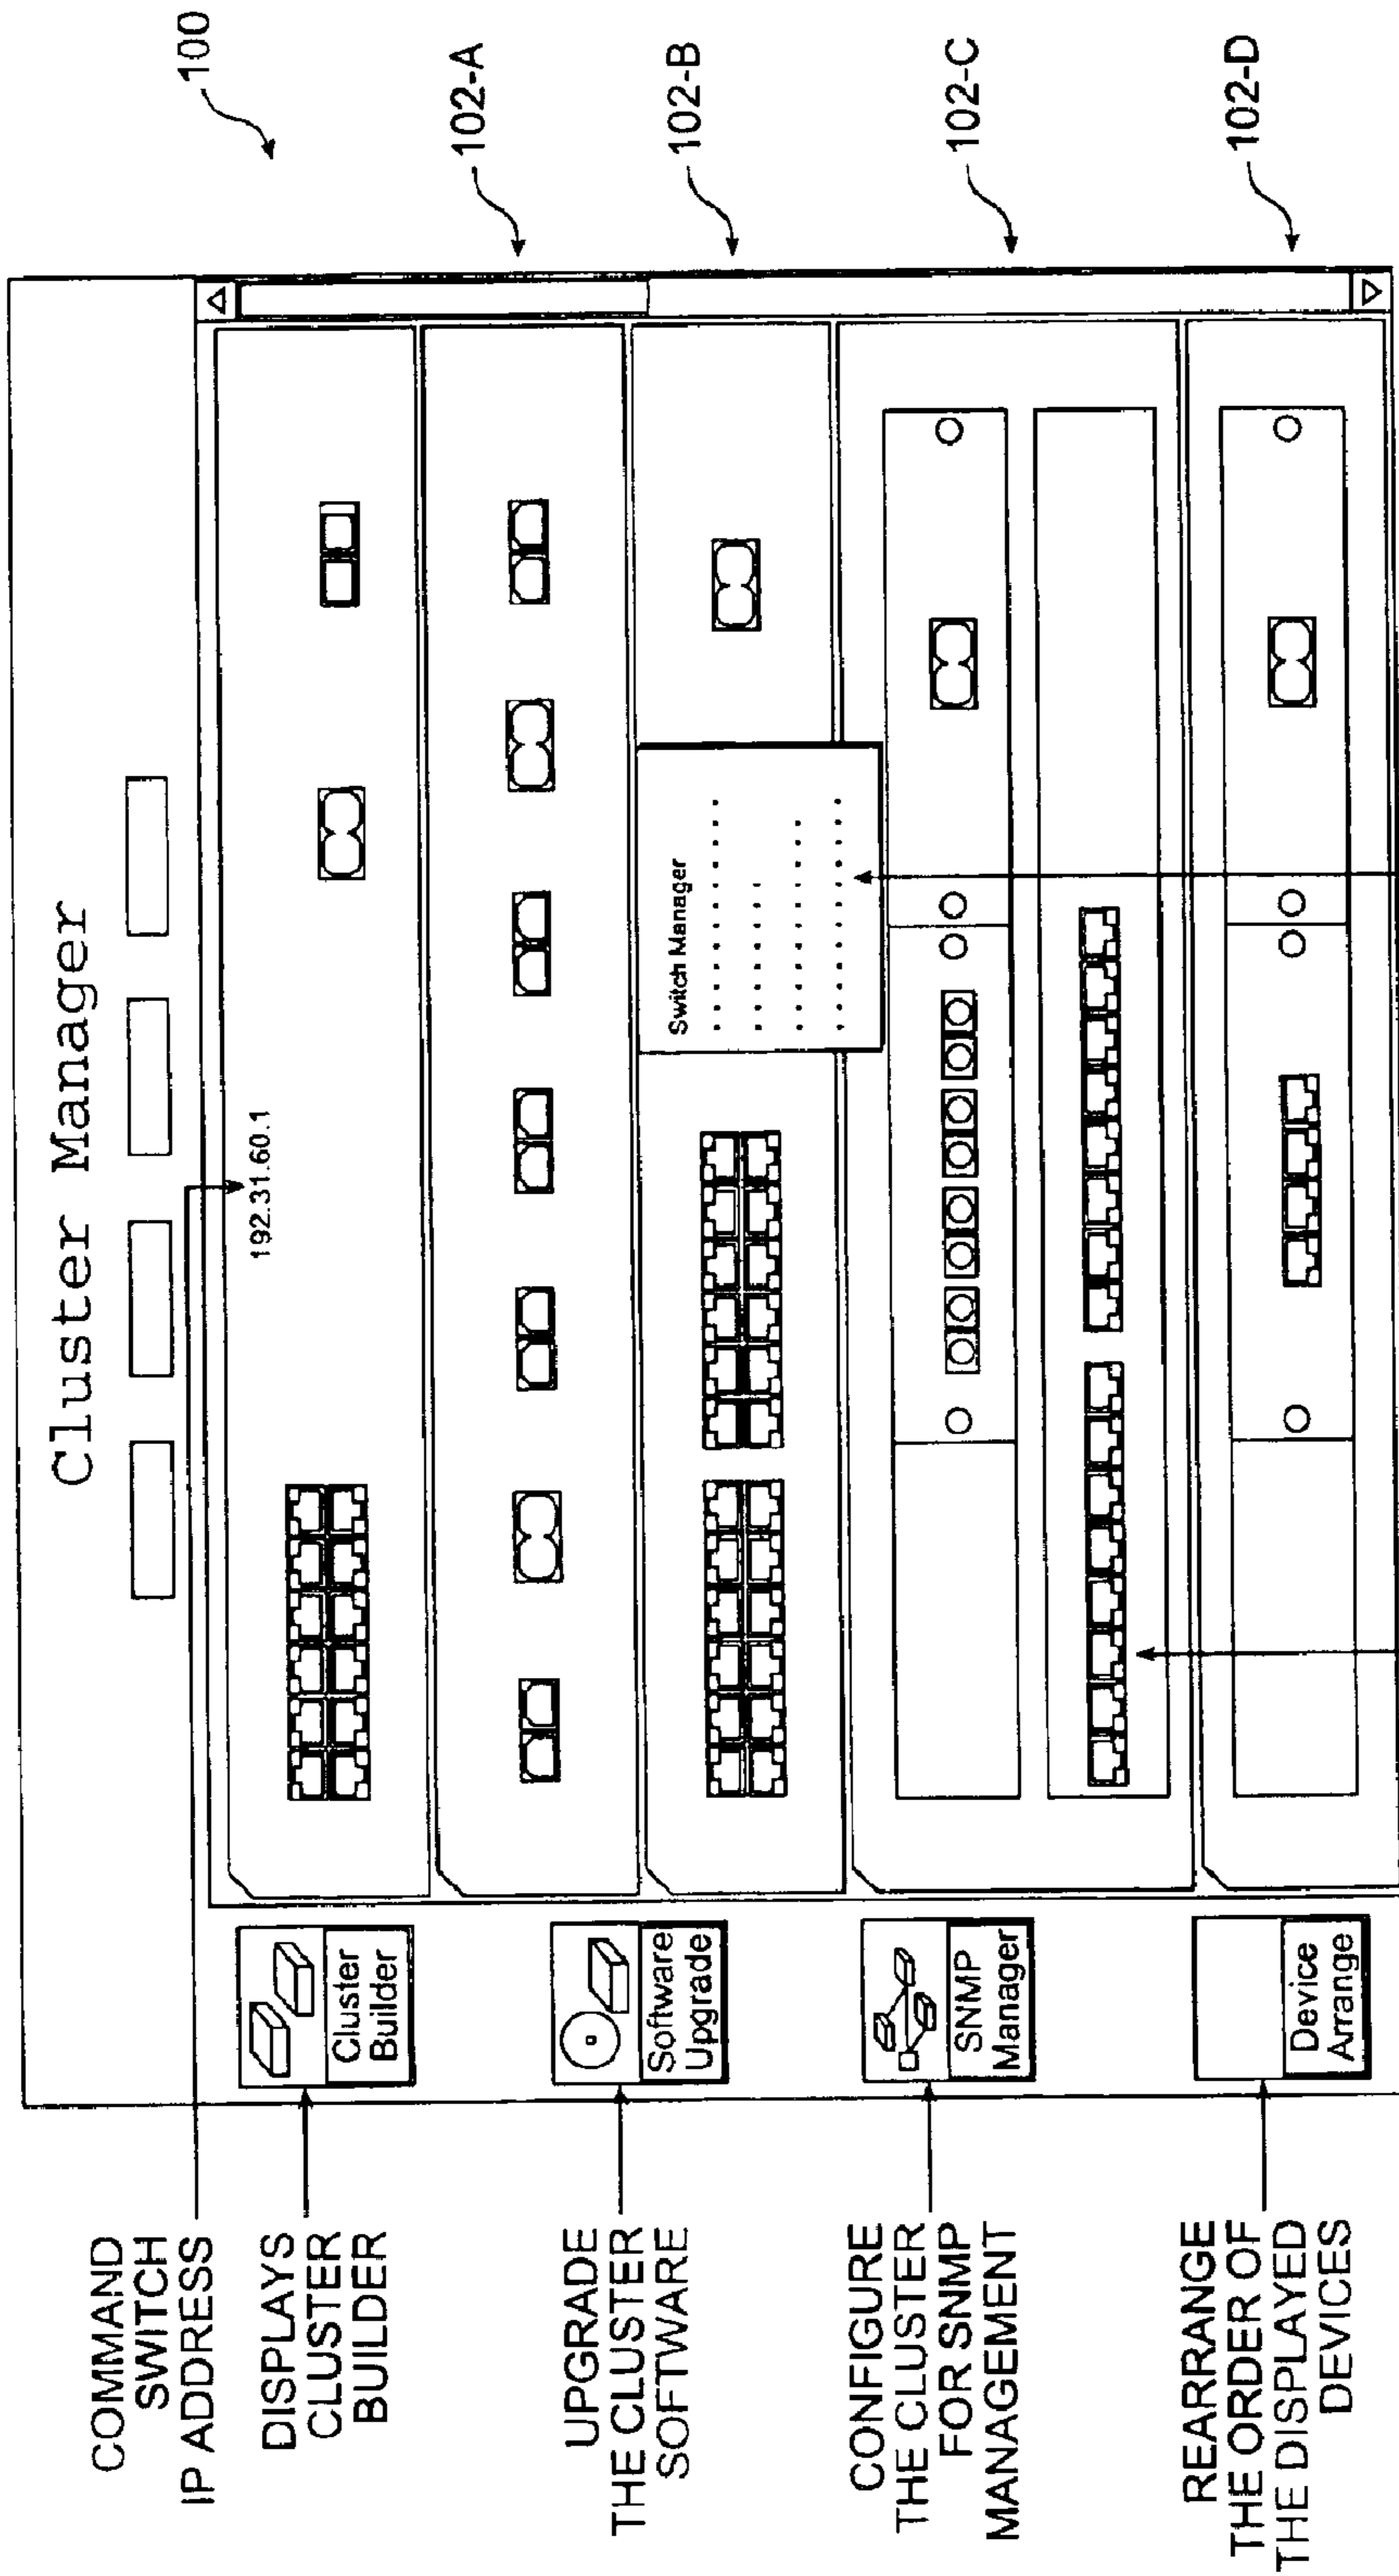 Cluster Manager
100
102-A
102-B
102-C
102-D
COMMAND
SWITCH
IP ADDRESS
192.31.60.1
DISPLAYS
CLUSTER
BUILDER
Cluster
Builder
UPGRADE
THE CLUSTER
SOFTWARE
Software
Upgrade
Switch Manager
CONFIGURE
THE CLUSTER
FOR SNMP
MANAGEMENT
SNMP
Manager
REARRANGE
THE ORDER OF
THE DISPLAYED
DEVICES
Device
Arrange